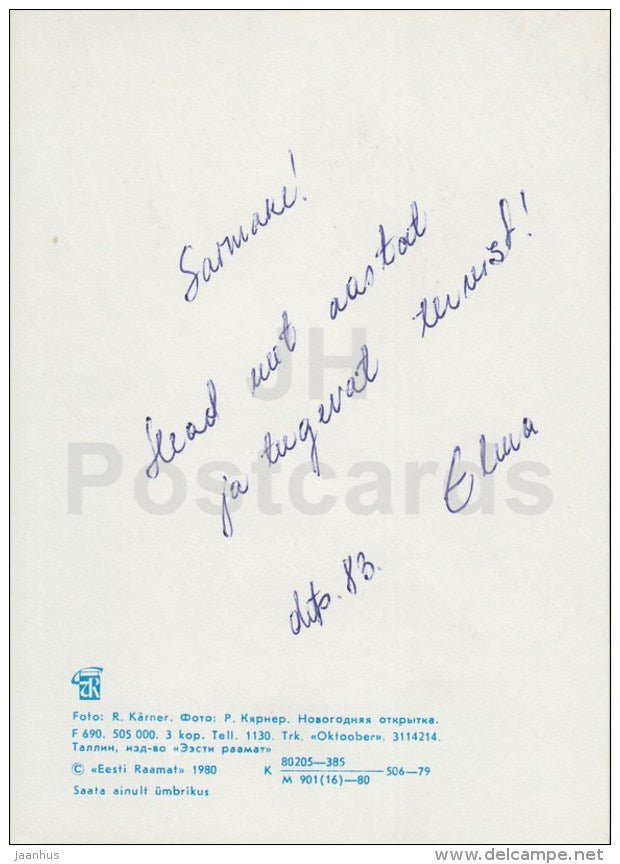 Sarmake!
Head uut aastat
ja tugevat tervist!
Elma
dets. 83.
JH
Postcards
Foto: R. Kärner. Фото: Р. Кярнер. Новогодняя открытка.
F 690. 505 000. 3 kop. Tell. 1130. Trk. «Oktoober». 3114214.
Таллин, изд-во «Ээсти раамат»
© «Eesti Raamat» 1980 К 80205—385 506—79
М 901(16)—80
Saata ainult ümbrikus
jaanhus
www.delcampe.net